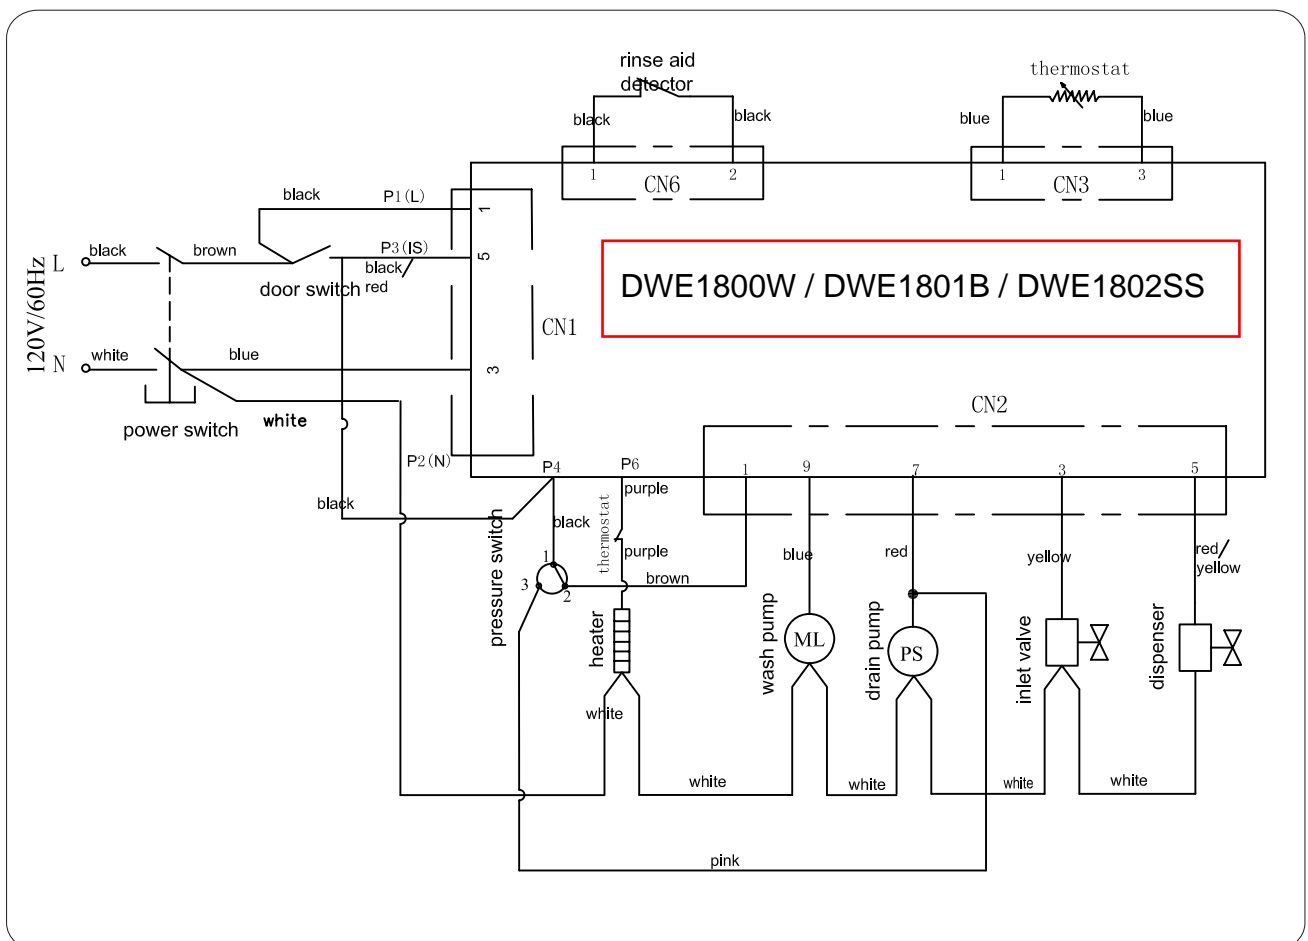 rinse aid
detector
thermostat
black
black
blue
blue
1
2
1
3
CN6
CN3
black
P1(L)
1
120V/60Hz
L
black
brown
P3(IS)
5
black
red
door switch
DWE1800W / DWE1801B / DWE1802SS
CN1
N
white
blue
3
power switch
white
CN2
P2(N)
P4
P6
1
9
7
3
5
purple
black
black
pressure switch
thermostat
purple
blue
red
yellow
red/
yellow
1
3
2
brown
heater
wash pump
ML
drain pump
PS
inlet valve
dispenser
white
white
white
white
white
pink